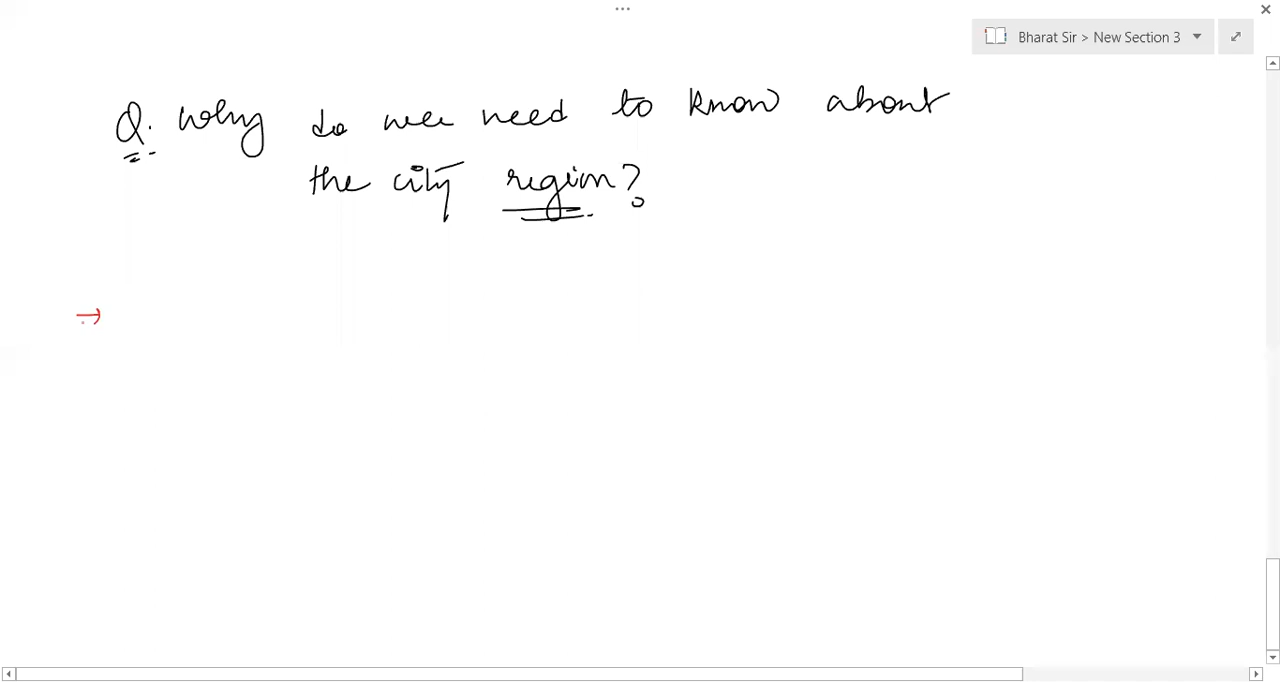 ...
Bharat Sir > New Section 3
Q. Why do we need to know about
the city region?
→